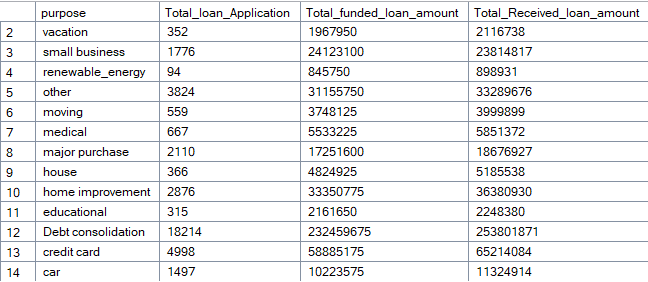 purpose Total_loan_Application Total_funded_loan_amount Total_Received_loan_amount
2 vacation 352 1967950 2116738
3 small business 1776 24123100 23814817
4 renewable_energy 94 845750 898931
5 other 3824 31155750 33289676
6 moving 559 3748125 3999899
7 medical 667 5533225 5851372
8 major purchase 2110 17251600 18676927
9 house 366 4824925 5185538
10 home improvement 2876 33350775 36380930
11 educational 315 2161650 2248380
12 Debt consolidation 18214 232459675 253801871
13 credit card 4998 58885175 65214084
14 car 1497 10223575 11324914